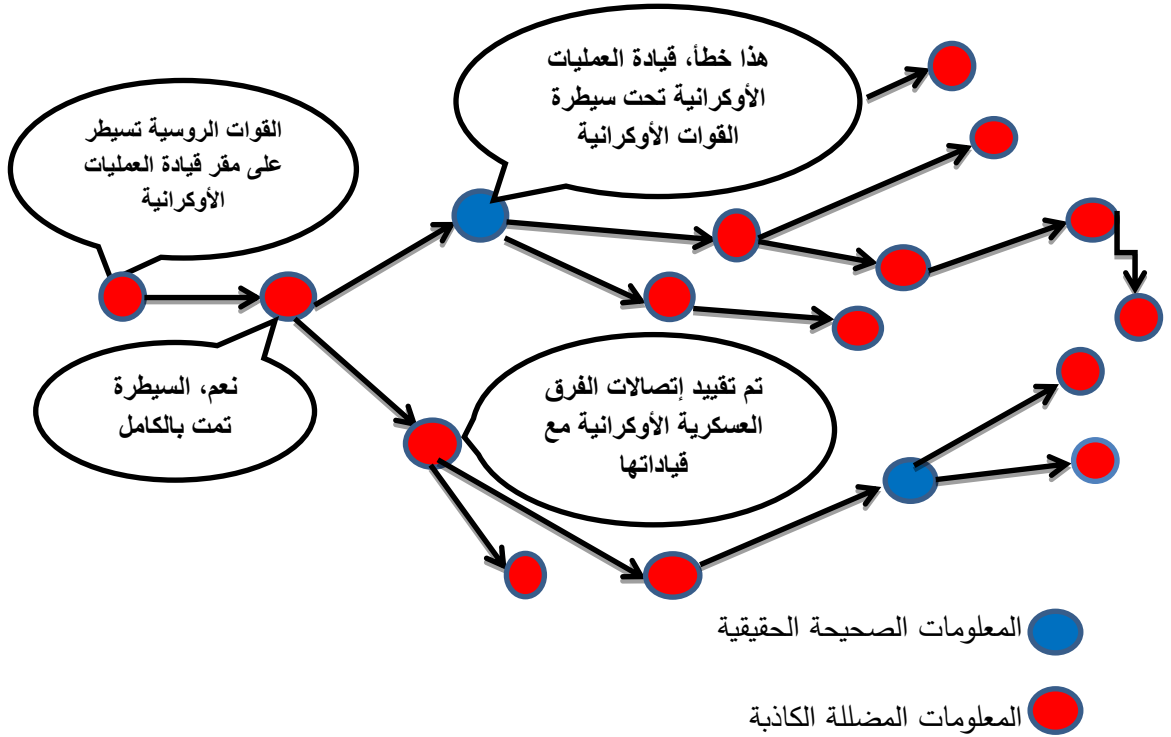 هذا خطأ، قيادة العمليات
الأوكرانية تحت سيطرة
القوات الأوكرانية
القوات الروسية تسيطر
على مقر قيادة العمليات
الأوكرانية
نعم، السيطرة
تمت بالكامل
تم تقييد إتصالات الفرق
العسكرية الأوكرانية مع
قياداتها
المعلومات الصحيحة الحقيقية
المعلومات المضللة الكاذبة